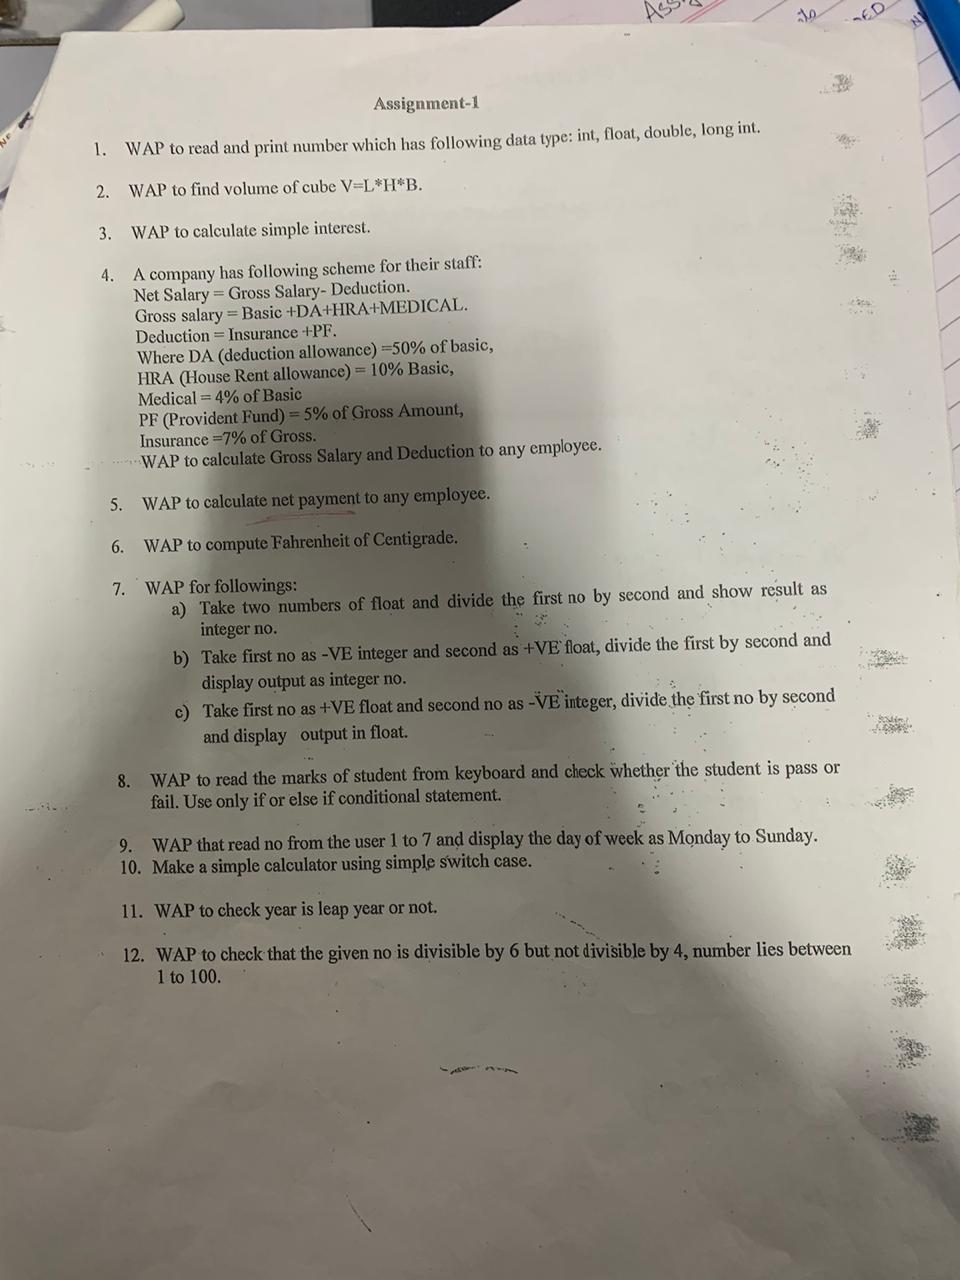 Ass
to
ED
Assignment-1
1. WAP to read and print number which has following data type: int, float, double, long int.
2. WAP to find volume of cube V=L*H*B.
3. WAP to calculate simple interest.
4. A company has following scheme for their staff:
Net Salary = Gross Salary- Deduction.
Gross salary = Basic +DA+HRA+MEDICAL.
Deduction = Insurance +PF.
Where DA (deduction allowance) =50% of basic,
HRA (House Rent allowance) = 10% Basic,
Medical = 4% of Basic
PF (Provident Fund) = 5% of Gross Amount,
Insurance =7% of Gross.
WAP to calculate Gross Salary and Deduction to any employee.
5. WAP to calculate net payment to any employee.
6. WAP to compute Fahrenheit of Centigrade.
7. WAP for followings:
a) Take two numbers of float and divide the first no by second and show result as
integer no.
b) Take first no as -VE integer and second as +VE float, divide the first by second and
display output as integer no.
c) Take first no as +VE float and second no as -VE integer, divide the first no by second
and display output in float.
8. WAP to read the marks of student from keyboard and check whether the student is pass or
fail. Use only if or else if conditional statement.
9. WAP that read no from the user 1 to 7 and display the day of week as Monday to Sunday.
10. Make a simple calculator using simple switch case.
11. WAP to check year is leap year or not.
12. WAP to check that the given no is divisible by 6 but not divisible by 4, number lies between
1 to 100.